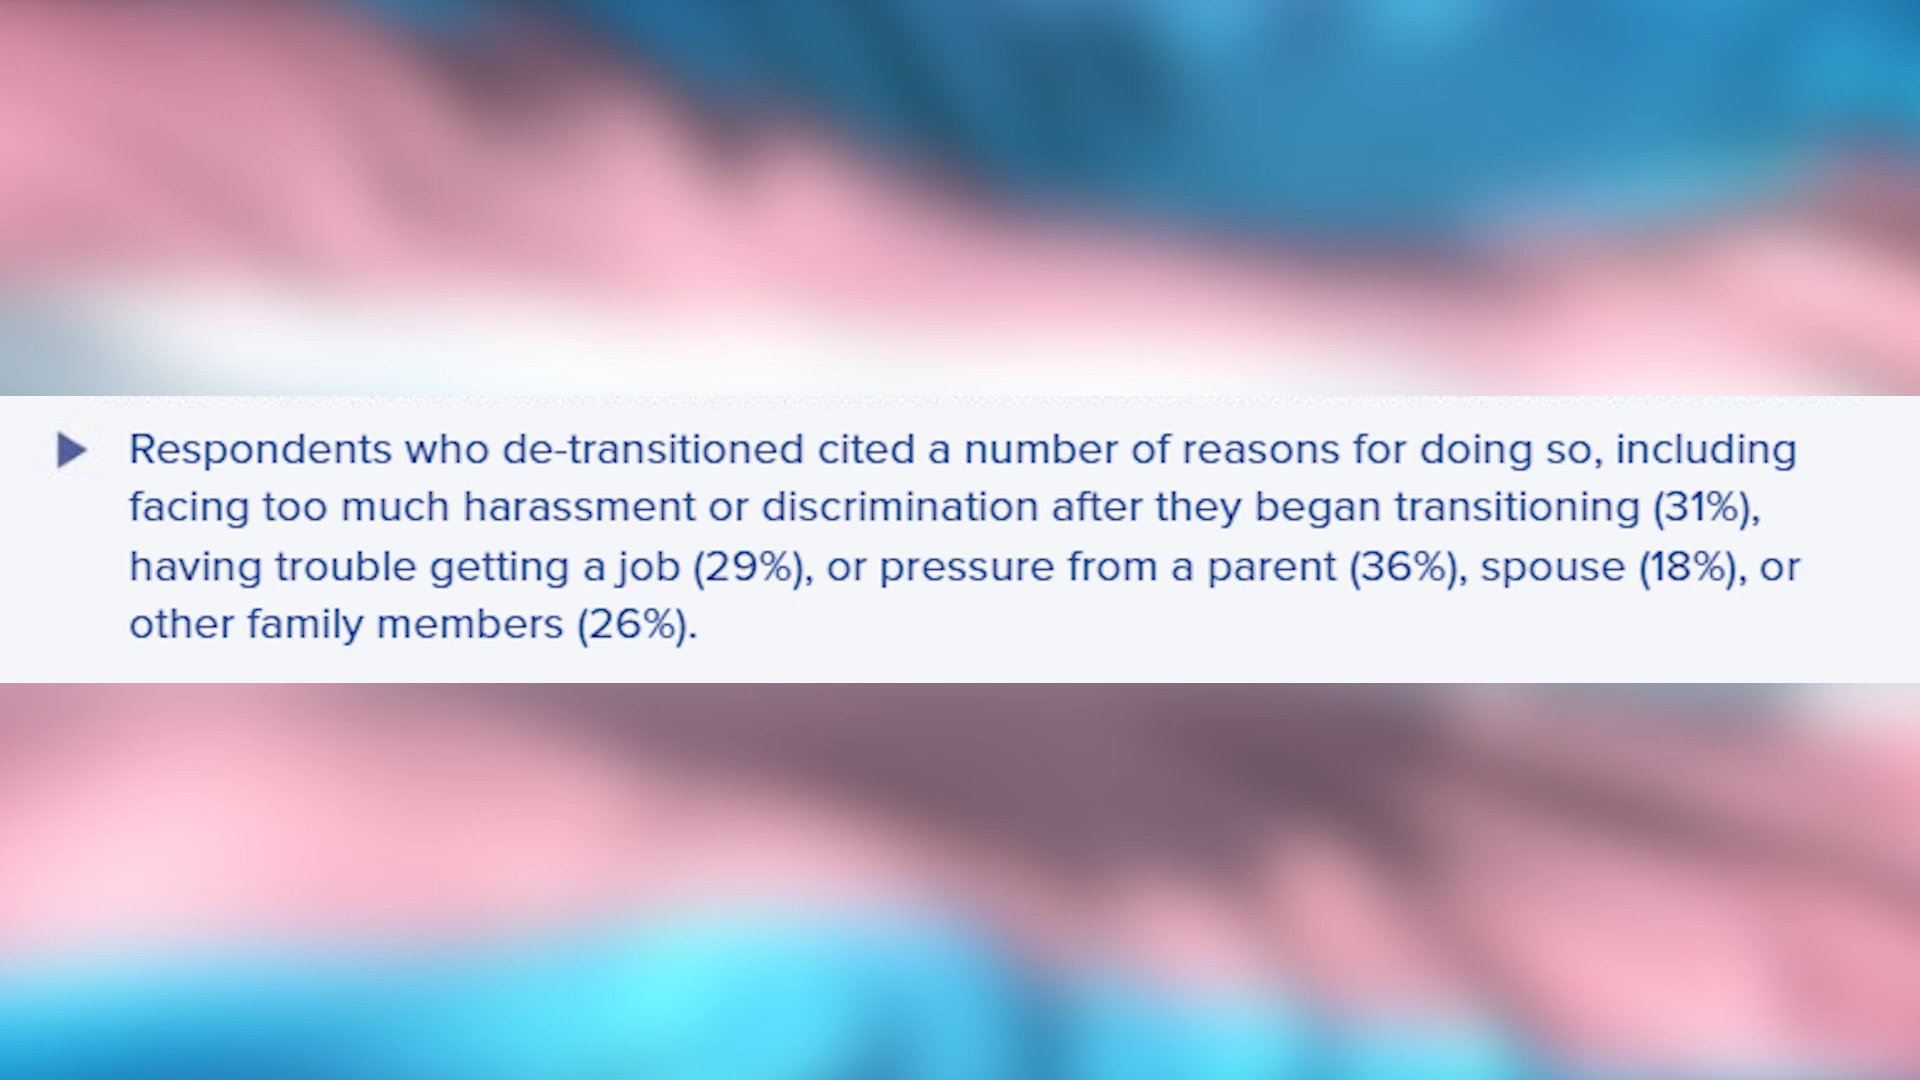 Respondents who de-transitioned cited a number of reasons for doing so, including
facing too much harassment or discrimination after they began transitioning (31%),
having trouble getting a job (29%), or pressure from a parent (36%), spouse (18%), or
other family members (26%).